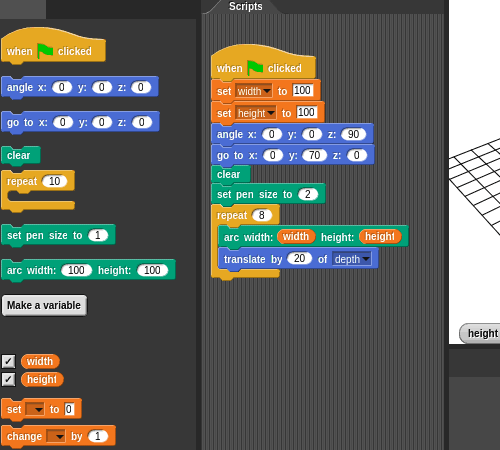 Scripts
when clicked
angle x: 0 y: 0 z: 0
go to x: 0 y: 0 z: 0
clear
repeat 10
set pen size to 1
arc width: 100 height: 100
Make a variable
width
height
set to 0
change by 1
when clicked
set width to 100
set height to 100
angle x: 0 y: 0 z: 90
go to x: 0 y: 70 z: 0
clear
set pen size to 2
repeat 8
arc width: width height: height
translate by 20 of depth
height